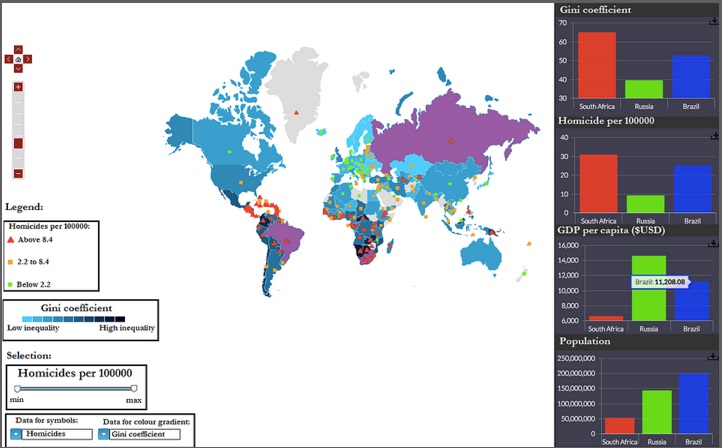 Legend:
Homicides per 100000:
Above 8.4
2.2 to 8.4
Below 2.2
Gini coefficient
Low inequality High inequality
Selection:
Homicides per 100000
min max
Data for symbols: Data for colour gradient:
Homicides Gini coefficient
Gini coefficient
70
60
50
40
30
South Africa Russia Brazil
Homicide per 100000
40
30
20
10
0
South Africa Russia Brazil
GDP per capita ($USD)
16,000
14,000
12,000
Brazil: 11,208.08
10,000
8,000
6,000
South Africa Russia Brazil
Population
250,000,000
200,000,000
150,000,000
100,000,000
50,000,000
0
South Africa Russia Brazil